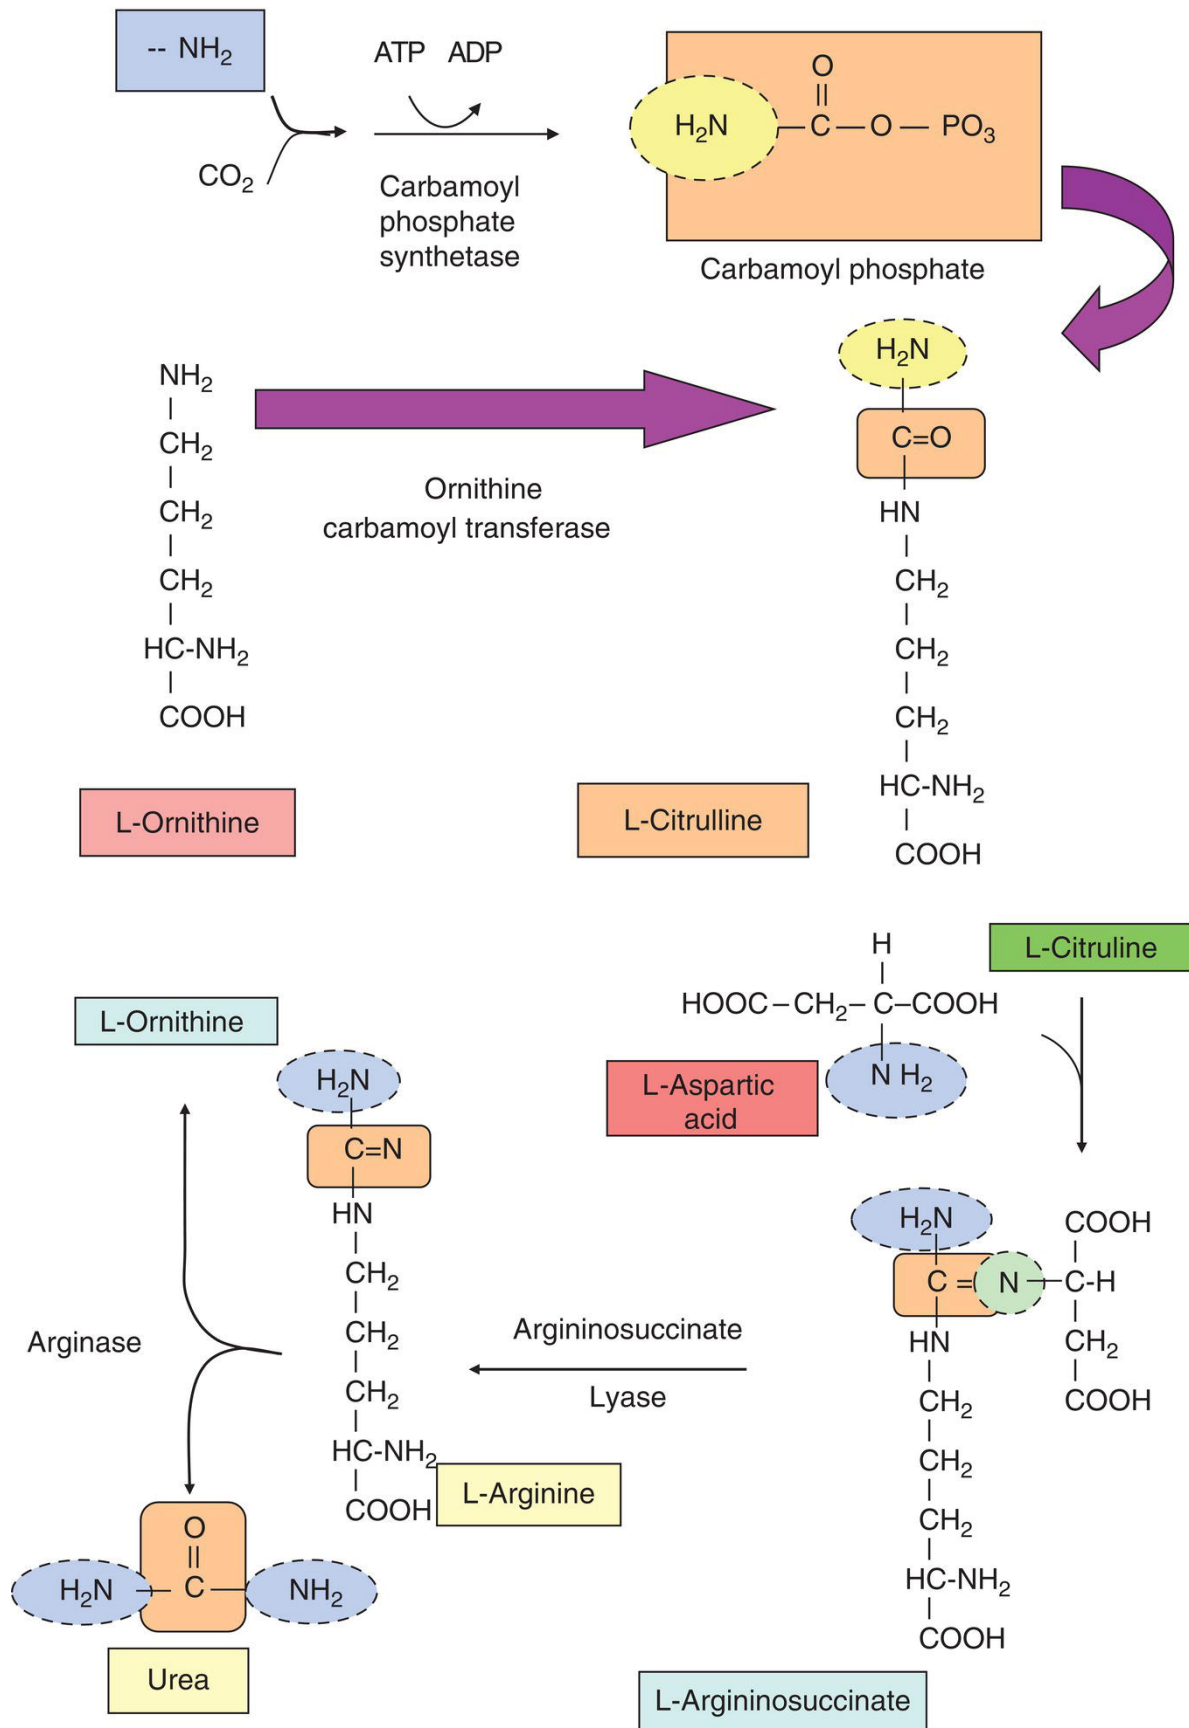 -- NH2
ATP ADP
CO2
Carbamoyl
phosphate
synthetase
O
H2N
C
O
PO3
Carbamoyl phosphate
NH2
CH2
CH2
CH2
HC-NH2
COOH
L-Ornithine
Ornithine
carbamoyl transferase
H2N
C=O
HN
CH2
CH2
CH2
HC-NH2
COOH
L-Citrulline
L-Citruline
H
HOOC-CH2-C-COOH
N H2
L-Aspartic
acid
H2N
C = N
C-H
COOH
CH2
COOH
HN
CH2
CH2
CH2
HC-NH2
COOH
L-Argininosuccinate
Argininosuccinate
Lyase
H2N
C=N
HN
CH2
CH2
CH2
HC-NH2
COOH
L-Arginine
L-Ornithine
Arginase
O
H2N
C
NH2
Urea